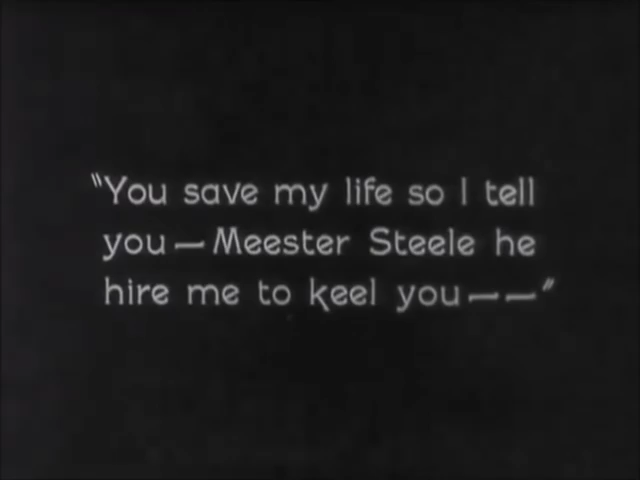 "You save my life so I tell
you — Meester Steele he
hire me to keel you — —"